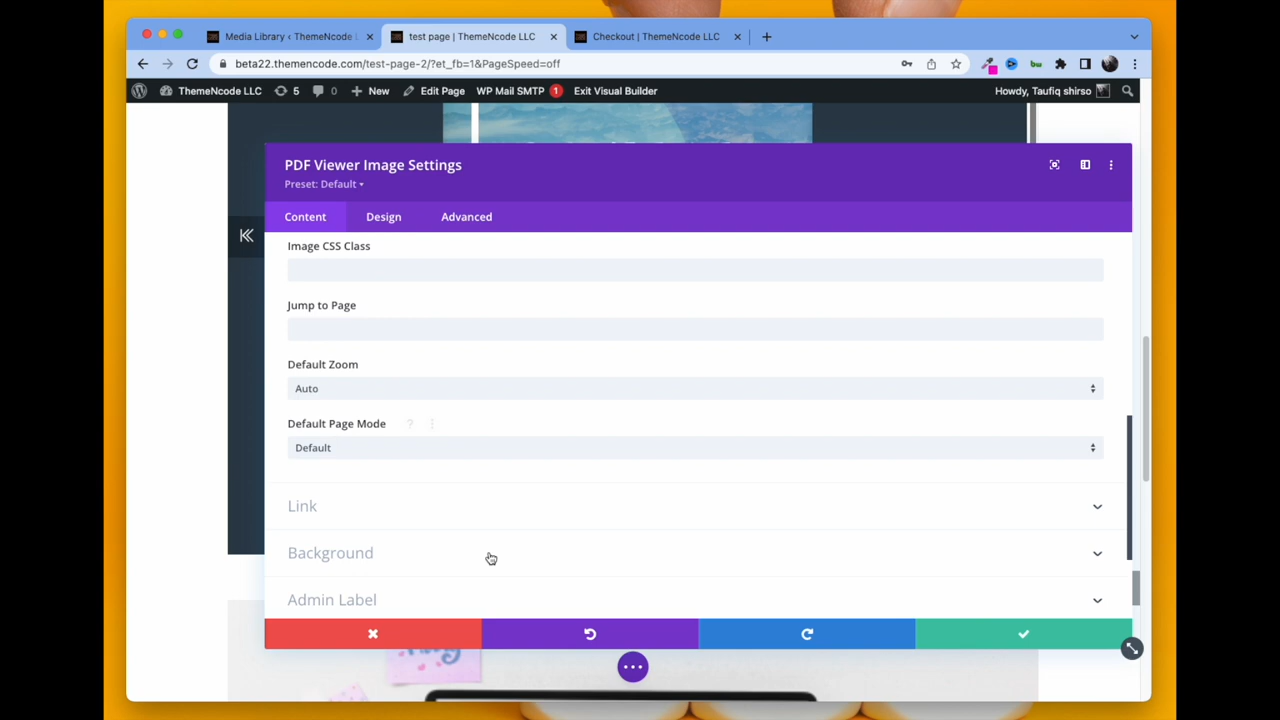 Media Library ‹ ThemeNcode L
test page | ThemeNcode LLC
Checkout | ThemeNcode LLC
beta22.themencode.com/test-page-2/?et_fb=1&PageSpeed=off
bw
ThemeNcode LLC
5
0
New
Edit Page
WP Mail SMTP
1
Exit Visual Builder
Howdy, Taufiq shirso
PDF Viewer Image Settings
Preset: Default
Content
Design
Advanced
Image CSS Class
Jump to Page
Default Zoom
Auto
Default Page Mode
?
Default
Link
Background
Admin Label